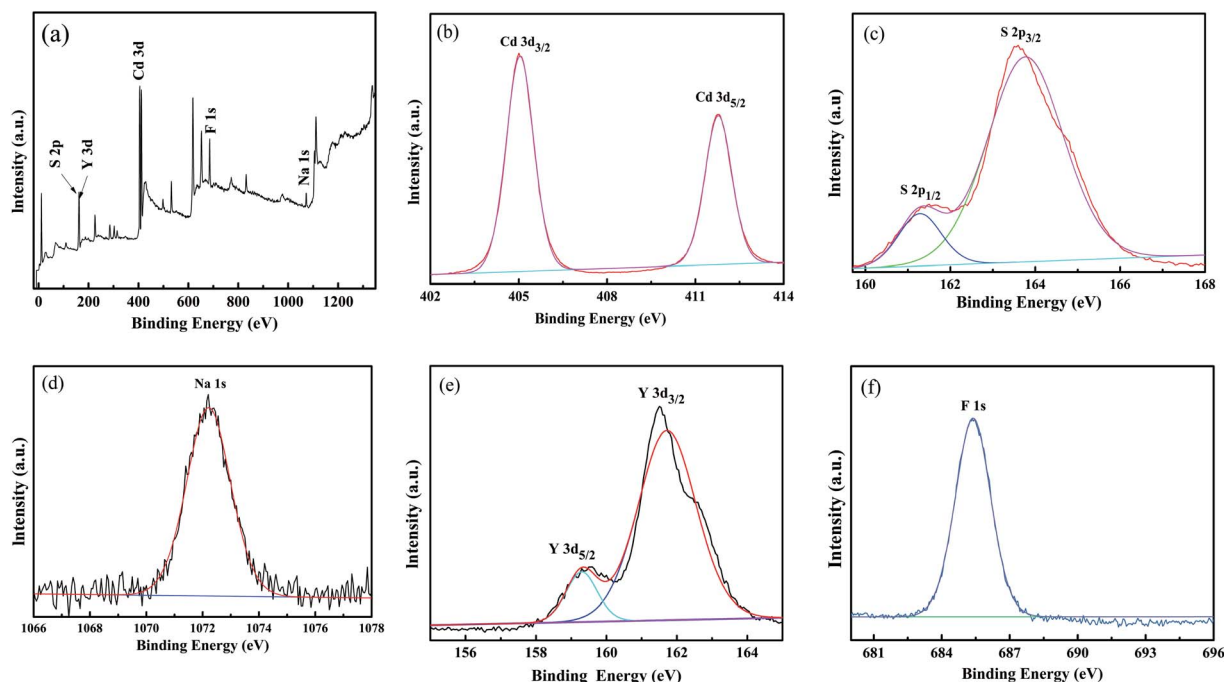 (a)
Intensity (a.u.)
S 2p
Y 3d
Cd 3d
F 1s
Na 1s
0 200 400 600 800 1000 1200
Binding Energy (eV)
(b)
Intensity (a.u.)
Cd 3d3/2
Cd 3d5/2
402 405 408 411 414
Binding Energy (eV)
(c)
Intensity (a.u.)
S 2p3/2
S 2p1/2
160 162 164 166 168
Binding Energy (eV)
(d)
Intensity (a.u.)
Na 1s
1066 1068 1070 1072 1074 1076 1078
Binding Energy (eV)
(e)
Intensity (a.u.)
Y 3d3/2
Y 3d5/2
156 158 160 162 164
Binding Energy (eV)
(f)
Intensity (a.u.)
F 1s
681 684 687 690 693 696
Binding Energy (eV)